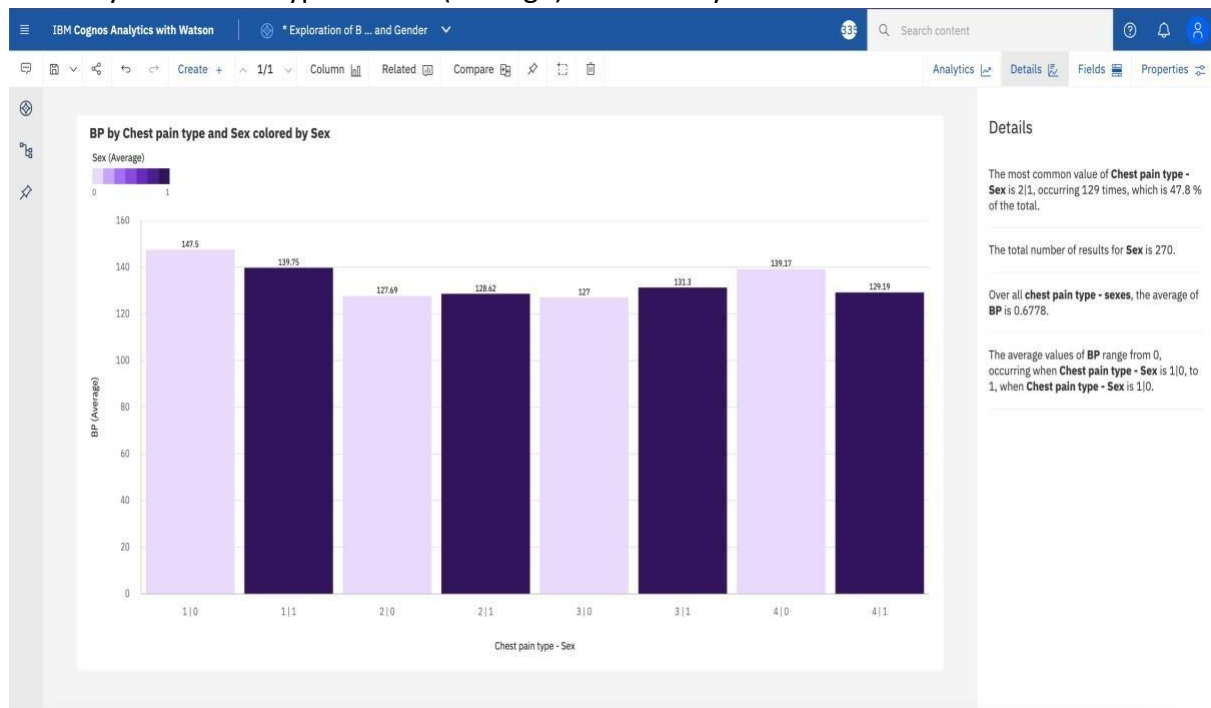 IBM Cognos Analytics with Watson
* Exploration of B ... and Gender
Search content
Create +
1/1
Column
Related
Compare
Analytics
Details
Fields
Properties
BP by Chest pain type and Sex colored by Sex
Sex (Average)
0 1
160
140
120
100
80
60
40
20
0
BP (Average)
147.5
139.75
127.69
128.62
127
131.3
139.17
129.19
1|0
1|1
2|0
2|1
3|0
3|1
4|0
4|1
Chest pain type - Sex
Details
The most common value of Chest pain type -
Sex is 2|1, occurring 129 times, which is 47.8 %
of the total.
The total number of results for Sex is 270.
Over all chest pain type - sexes, the average of
BP is 0.6778.
The average values of BP range from 0,
occurring when Chest pain type - Sex is 1|0, to
1, when Chest pain type - Sex is 1|0.